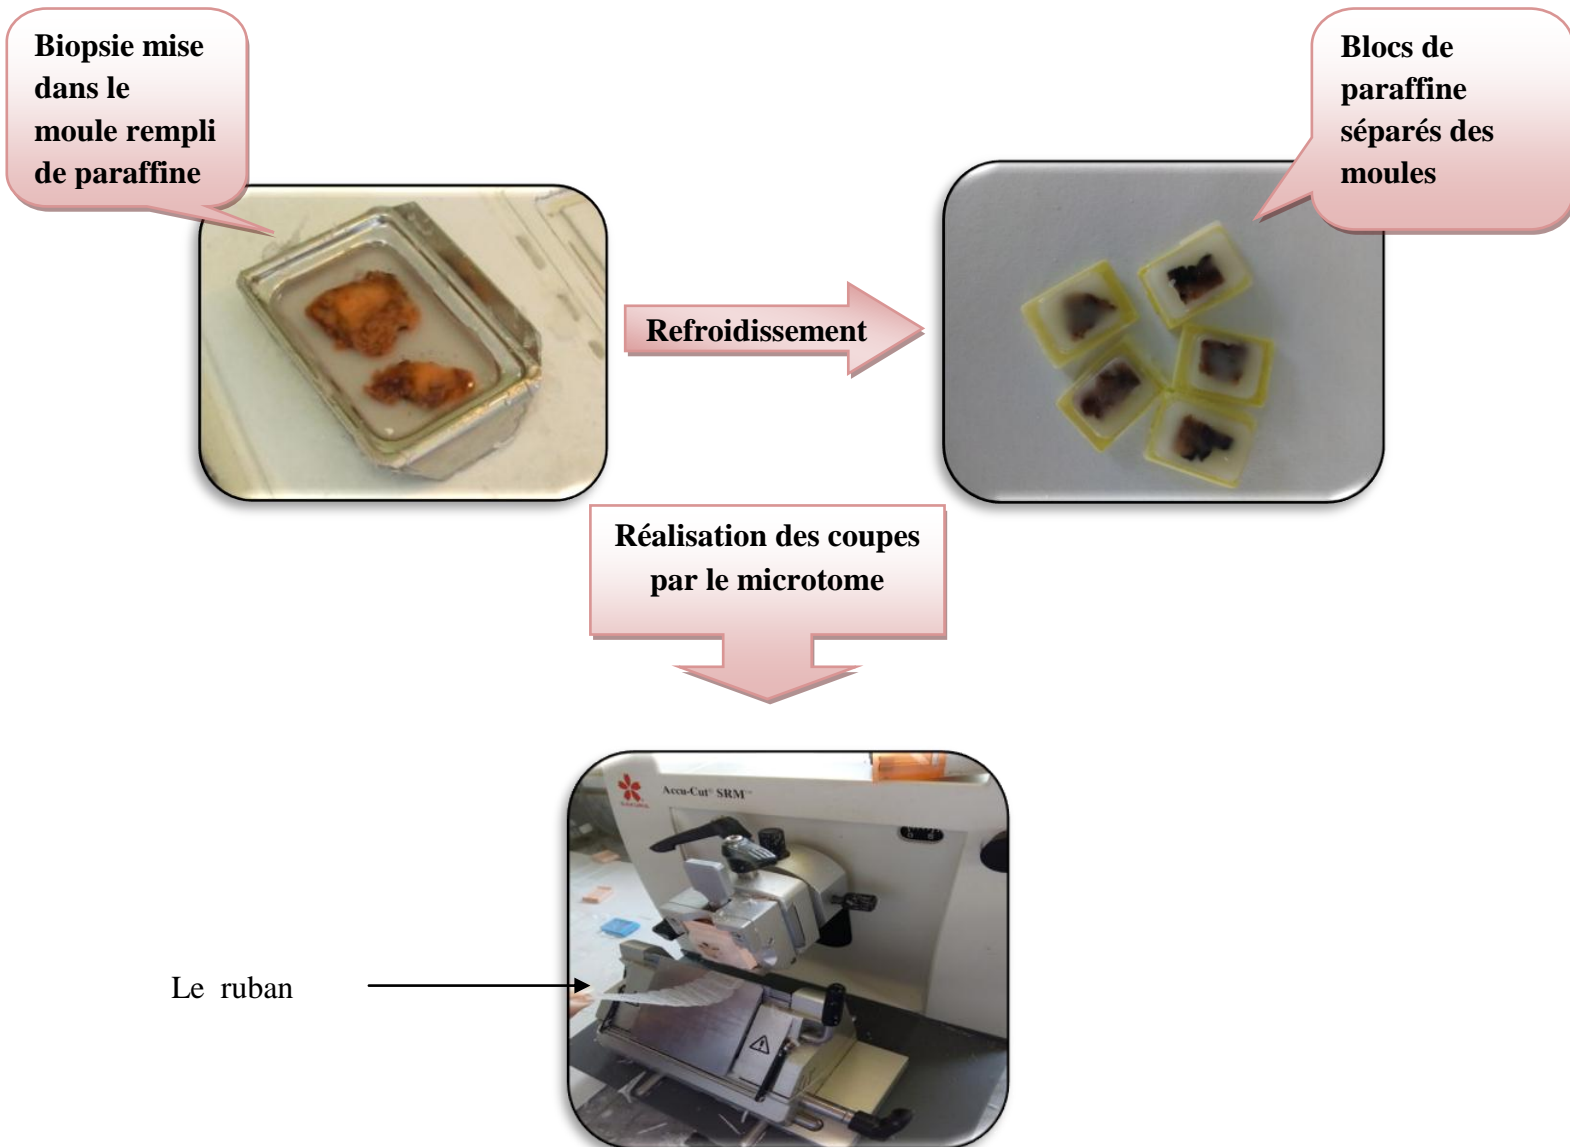 Biopsie mise
dans le
moule rempli
de paraffine
Blocs de
paraffine
séparés des
moules
Refroidissement
Réalisation des coupes
par le microtome
Accu-Cut® SRM™
Le ruban